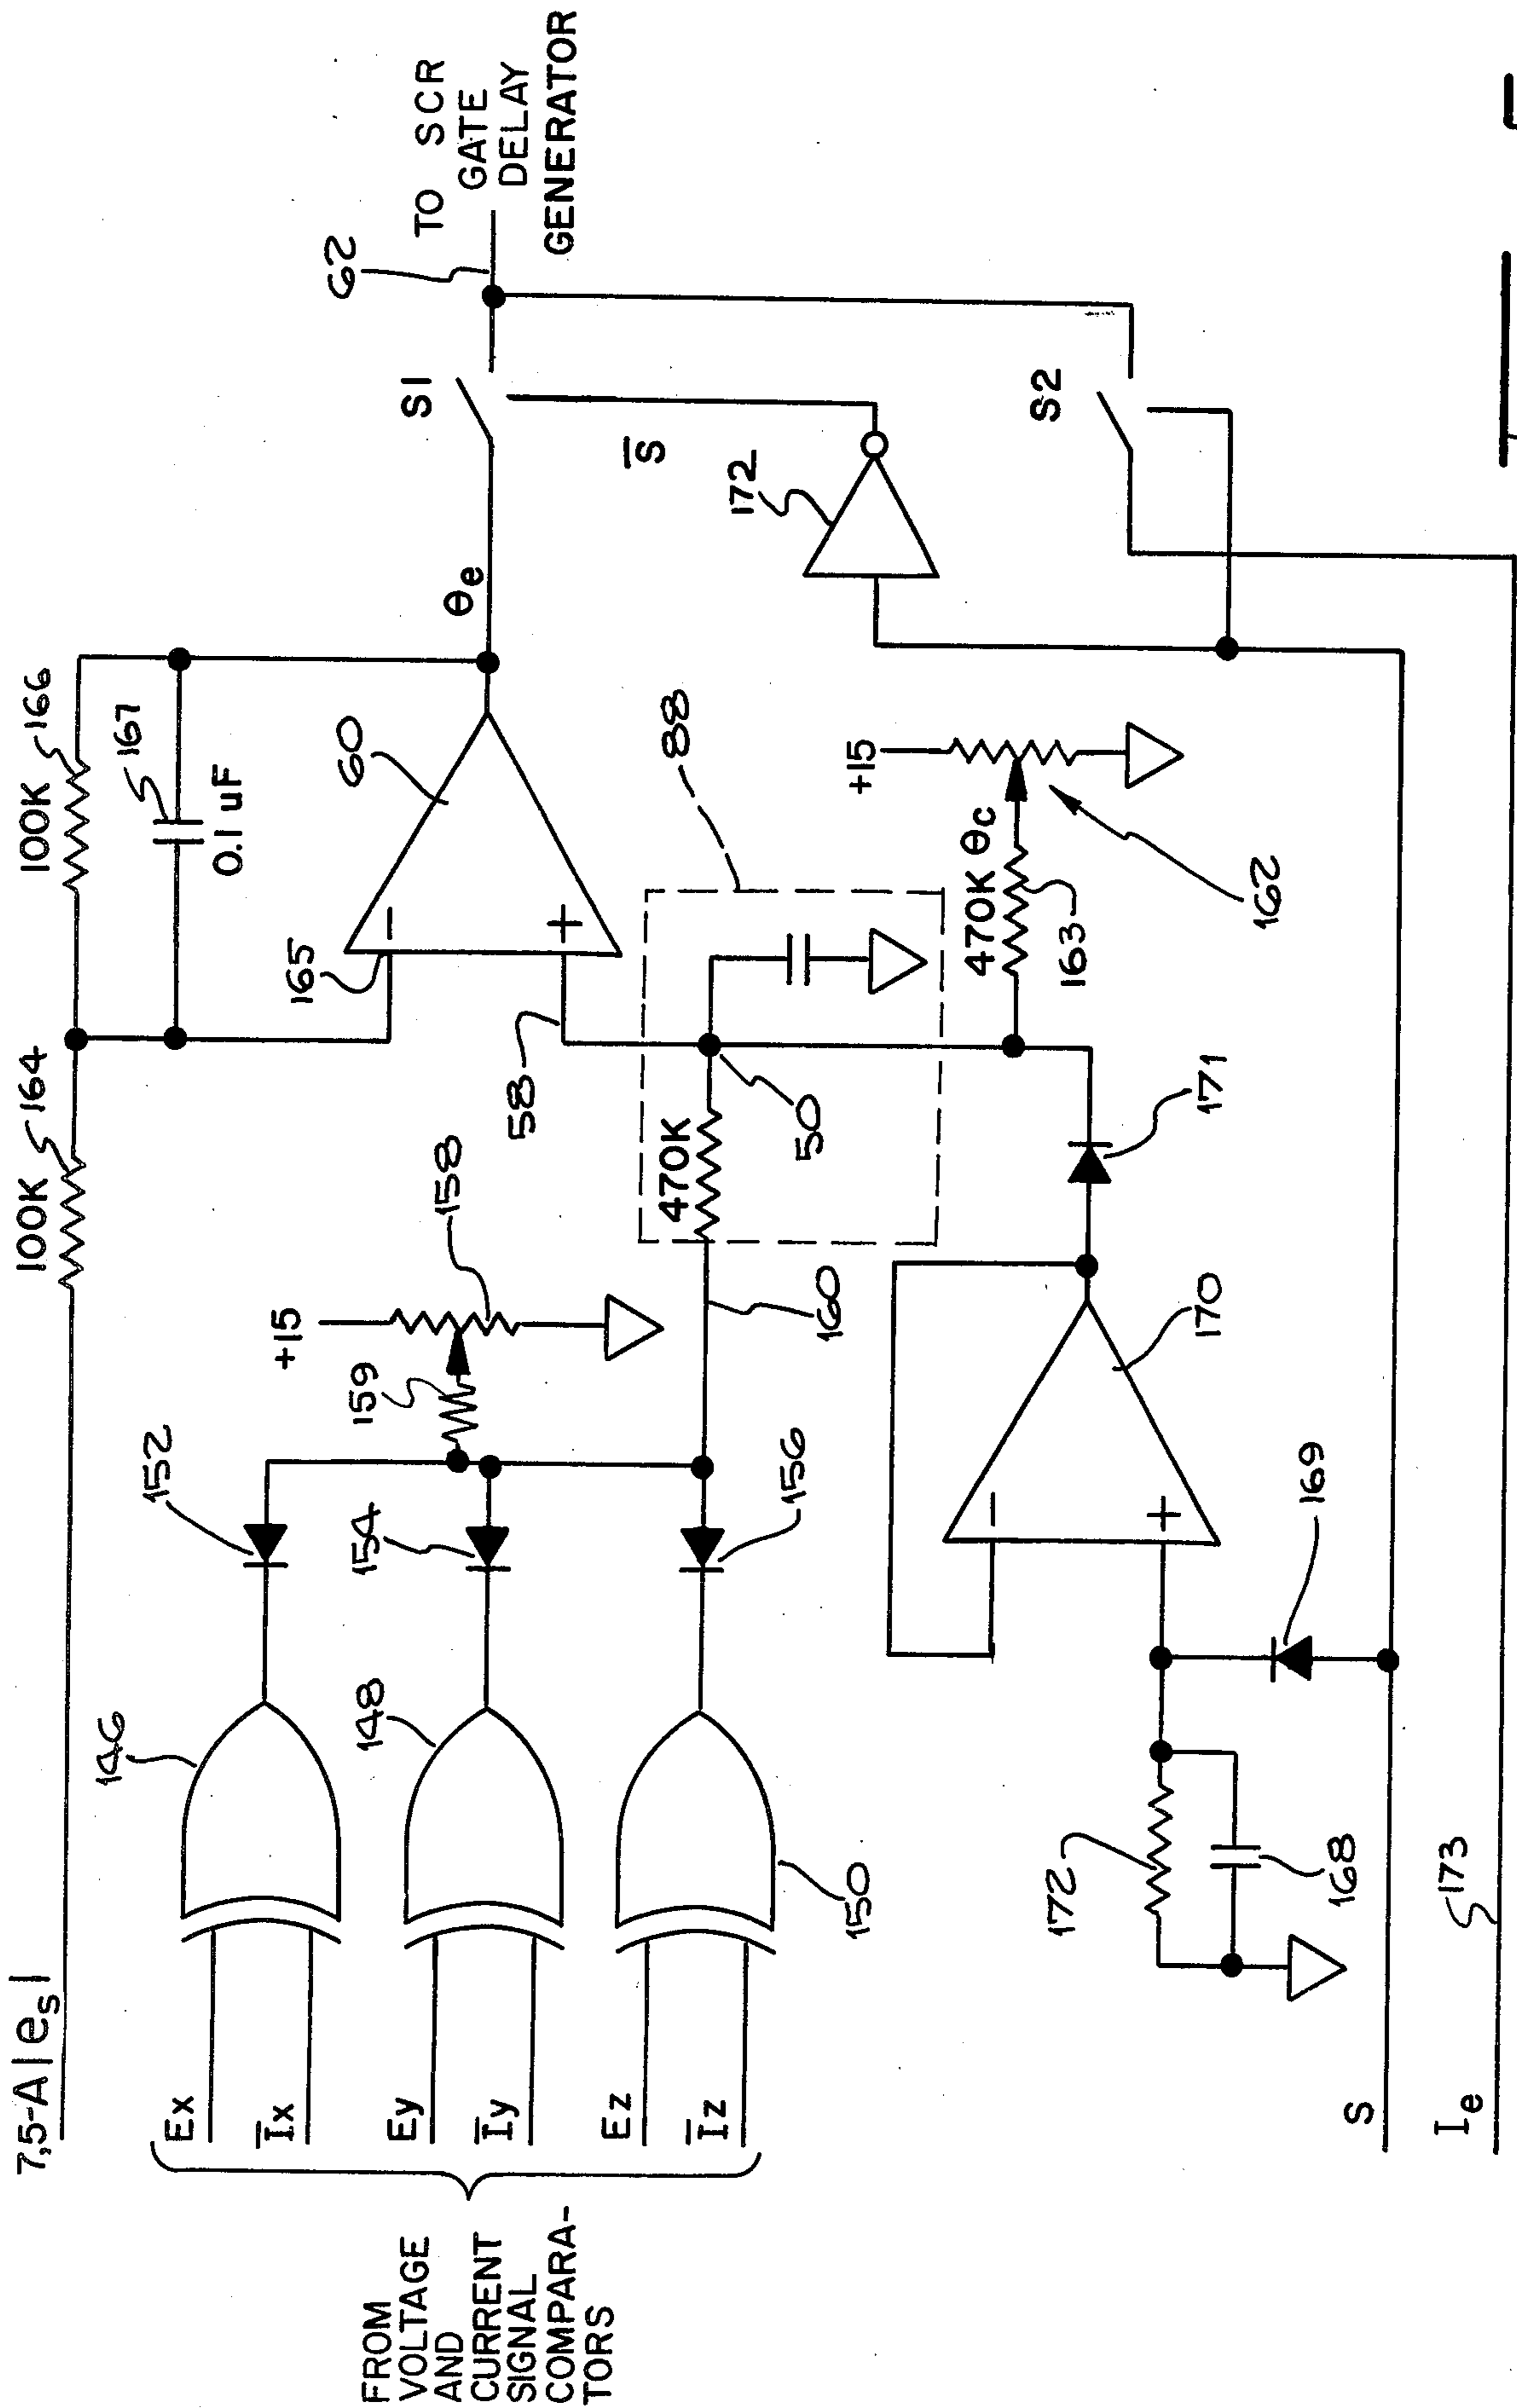 7,5-A|eₛ|
100K
164
100K
166
167
0.1 uF
165
60
θe
S1
62
TO SCR
GATE
DELAY
GENERATOR
FROM
VOLTAGE
AND
CURRENT
SIGNAL
COMPARA-
TORS
Ex
I̅x
Ey
I̅y
Ez
I̅z
146
148
150
152
154
156
+15
159
158
160
470K
58
50
88
S̅
172
S2
+15
470K θc
163
162
170
171
172
168
169
S
Ie
173